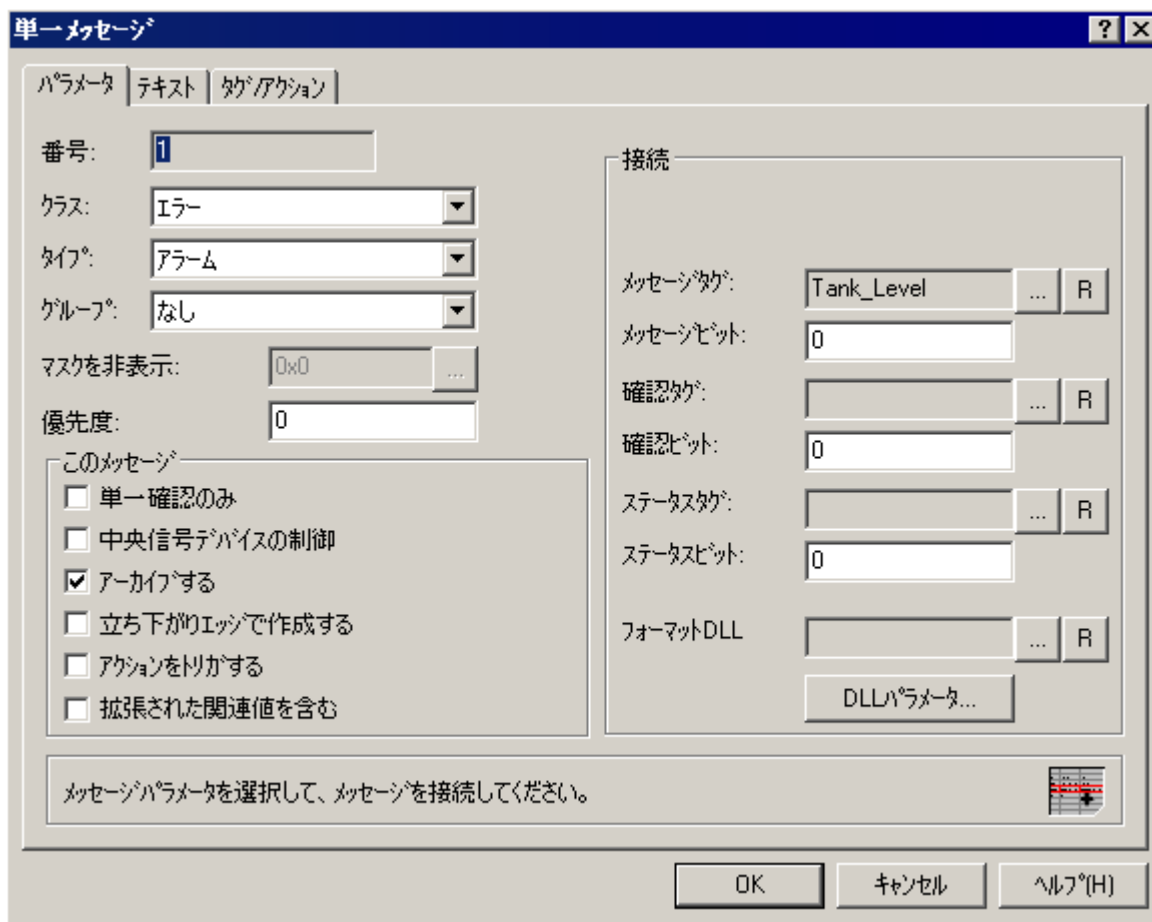 単一メッセージ
パラメータ テキスト タグ/アクション
番号: 1
クラス: エラー
タイプ: アラーム
グループ: なし
マスクを非表示: 0x0 ...
優先度: 0
このメッセージ
単一確認のみ
中央信号デバイスの制御
アーカイブする
立ち下がりエッジで作成する
アクションをトリガする
拡張された関連値を含む
接続
メッセージタグ: Tank_Level ... R
メッセージビット: 0
確認タグ: ... R
確認ビット: 0
ステータスタグ: ... R
ステータスビット: 0
フォーマットDLL ... R
DLLパラメータ...
メッセージパラメータを選択して、メッセージを接続してください。
OK キャンセル ヘルプ(H)